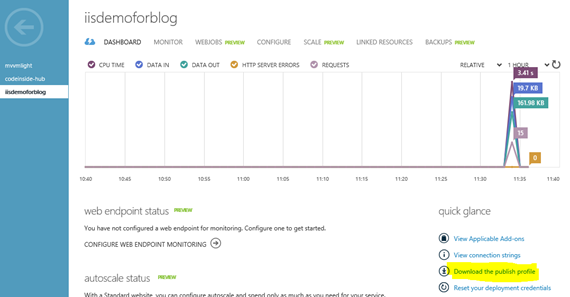 iisdemoforblog
DASHBOARD MONITOR WEBJOBS PREVIEW CONFIGURE SCALE PREVIEW LINKED RESOURCES BACKUPS PREVIEW
mvvmlight
codeinside-hub
iisdemoforblog
CPU TIME DATA IN DATA OUT HTTP SERVER ERRORS REQUESTS RELATIVE 1 HOUR
3.41 s
19.7 KB
161.98 KB
15
0
10:40 10:45 10:50 10:55 11:00 11:05 11:10 11:15 11:20 11:25 11:30 11:35 11:40
web endpoint status PREVIEW
You have not configured a web endpoint for monitoring. Configure one to get started.
CONFIGURE WEB ENDPOINT MONITORING
autoscale status PREVIEW
With a Standard website, you can configure autoscale and spend only as much as you need for your service.
quick glance
View Applicable Add-ons
View connection strings
Download the publish profile
Reset your deployment credentials